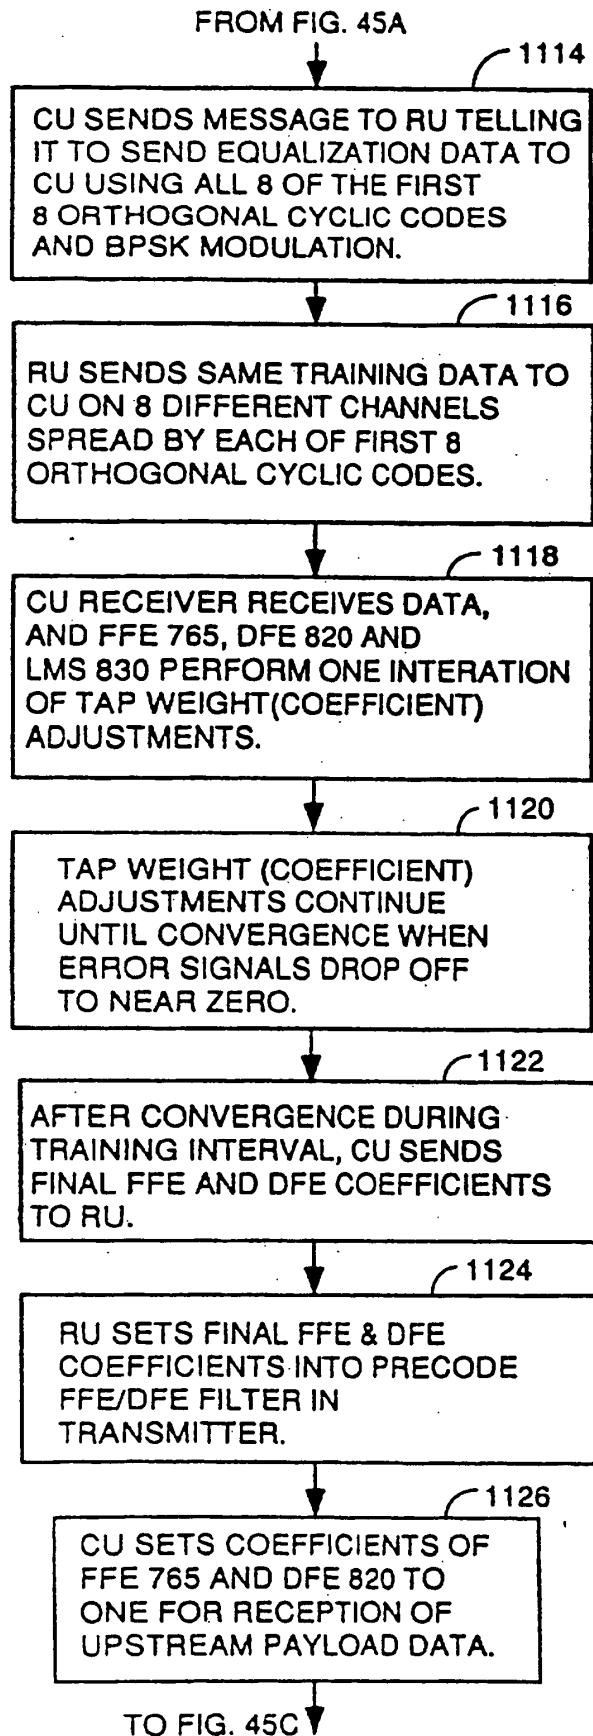 FROM FIG. 45A
1114
CU SENDS MESSAGE TO RU TELLING
IT TO SEND EQUALIZATION DATA TO
CU USING ALL 8 OF THE FIRST
8 ORTHOGONAL CYCLIC CODES
AND BPSK MODULATION.
1116
RU SENDS SAME TRAINING DATA TO
CU ON 8 DIFFERENT CHANNELS
SPREAD BY EACH OF FIRST 8
ORTHOGONAL CYCLIC CODES.
1118
CU RECEIVER RECEIVES DATA,
AND FFE 765, DFE 820 AND
LMS 830 PERFORM ONE INTERATION
OF TAP WEIGHT(COEFFICIENT)
ADJUSTMENTS.
1120
TAP WEIGHT (COEFFICIENT)
ADJUSTMENTS CONTINUE
UNTIL CONVERGENCE WHEN
ERROR SIGNALS DROP OFF
TO NEAR ZERO.
1122
AFTER CONVERGENCE DURING
TRAINING INTERVAL, CU SENDS
FINAL FFE AND DFE COEFFICIENTS
TO RU.
1124
RU SETS FINAL FFE & DFE
COEFFICIENTS INTO PRECODE
FFE/DFE FILTER IN
TRANSMITTER.
1126
CU SETS COEFFICIENTS OF
FFE 765 AND DFE 820 TO
ONE FOR RECEPTION OF
UPSTREAM PAYLOAD DATA.
TO FIG. 45C